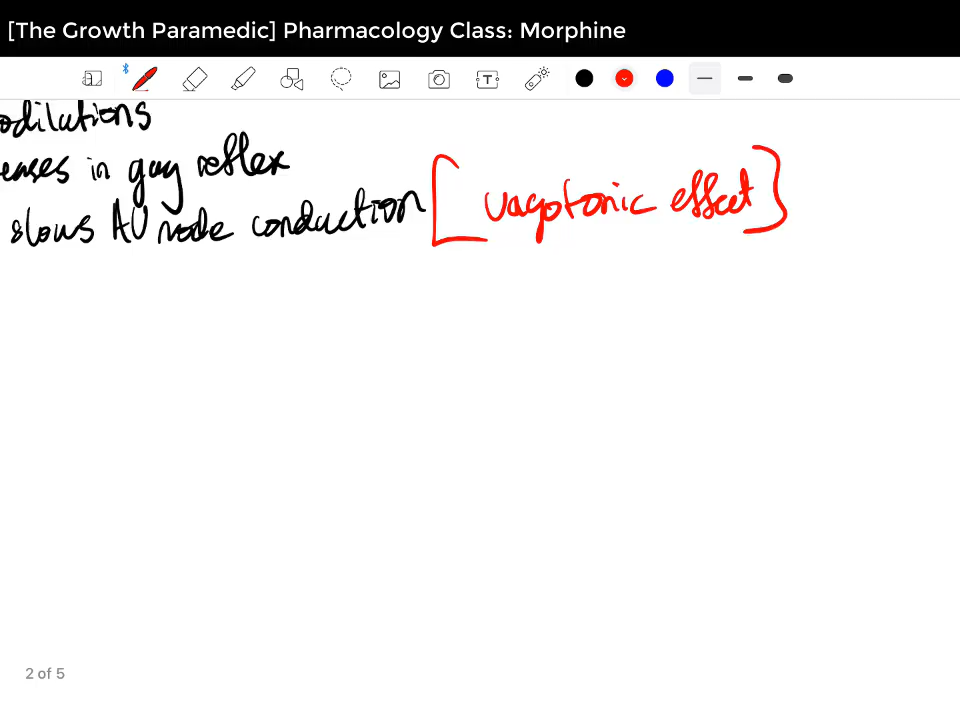 [The Growth Paramedic] Pharmacology Class: Morphine
odilations
eases in gag reflex
slows AV node conduction [vagotonic effect]
2 of 5